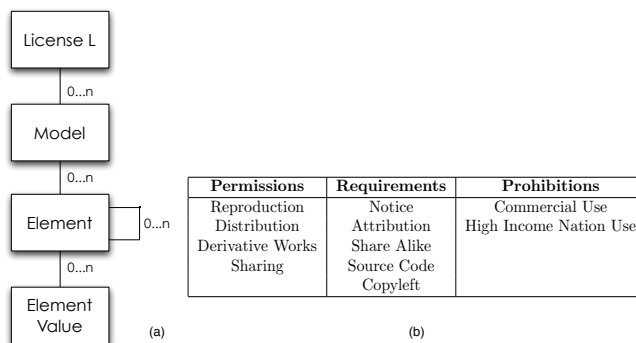 License L
0...n
Model
0...n
Element
0...n
0...n
Element
Value
(a)
Permissions Requirements Prohibitions
Reproduction Notice Commercial Use
Distribution Attribution High Income Nation Use
Derivative Works Share Alike
Sharing Source Code
Copyleft
(b)